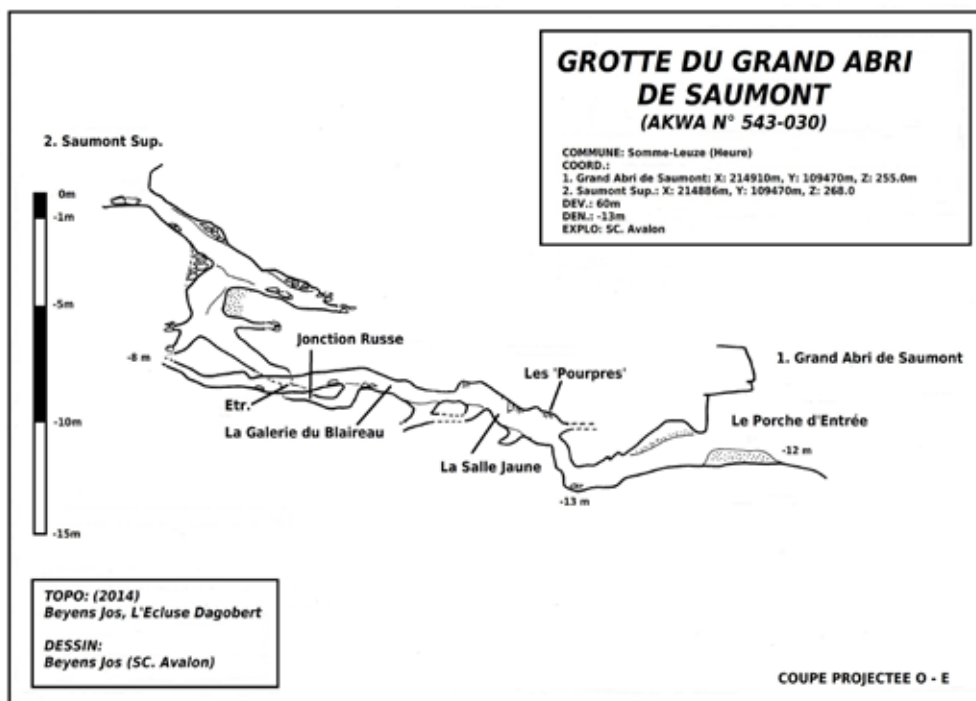 GROTTE DU GRAND ABRI
DE SAUMONT
(AKWA N° 543-030)
COMMUNE: Somme-Leuze (Heure)
COORD.:
1. Grand Abri de Saumont: X: 214910m, Y: 109470m, Z: 255.0m
2. Saumont Sup.: X: 214886m, Y: 109470m, Z: 268.0
DEV.: 60m
DEN.: -13m
EXPLO: SC. Avalon
2. Saumont Sup.
0m
-1m
-5m
-10m
-15m
-8 m
Jonction Russe
Etr.
La Galerie du Blaireau
Les 'Pourpres'
La Salle Jaune
1. Grand Abri de Saumont
Le Porche d'Entrée
-12 m
-13 m
TOPO: (2014)
Beyens Jos, L'Ecluse Dagobert
DESSIN:
Beyens Jos (SC. Avalon)
COUPE PROJECTEE O - E